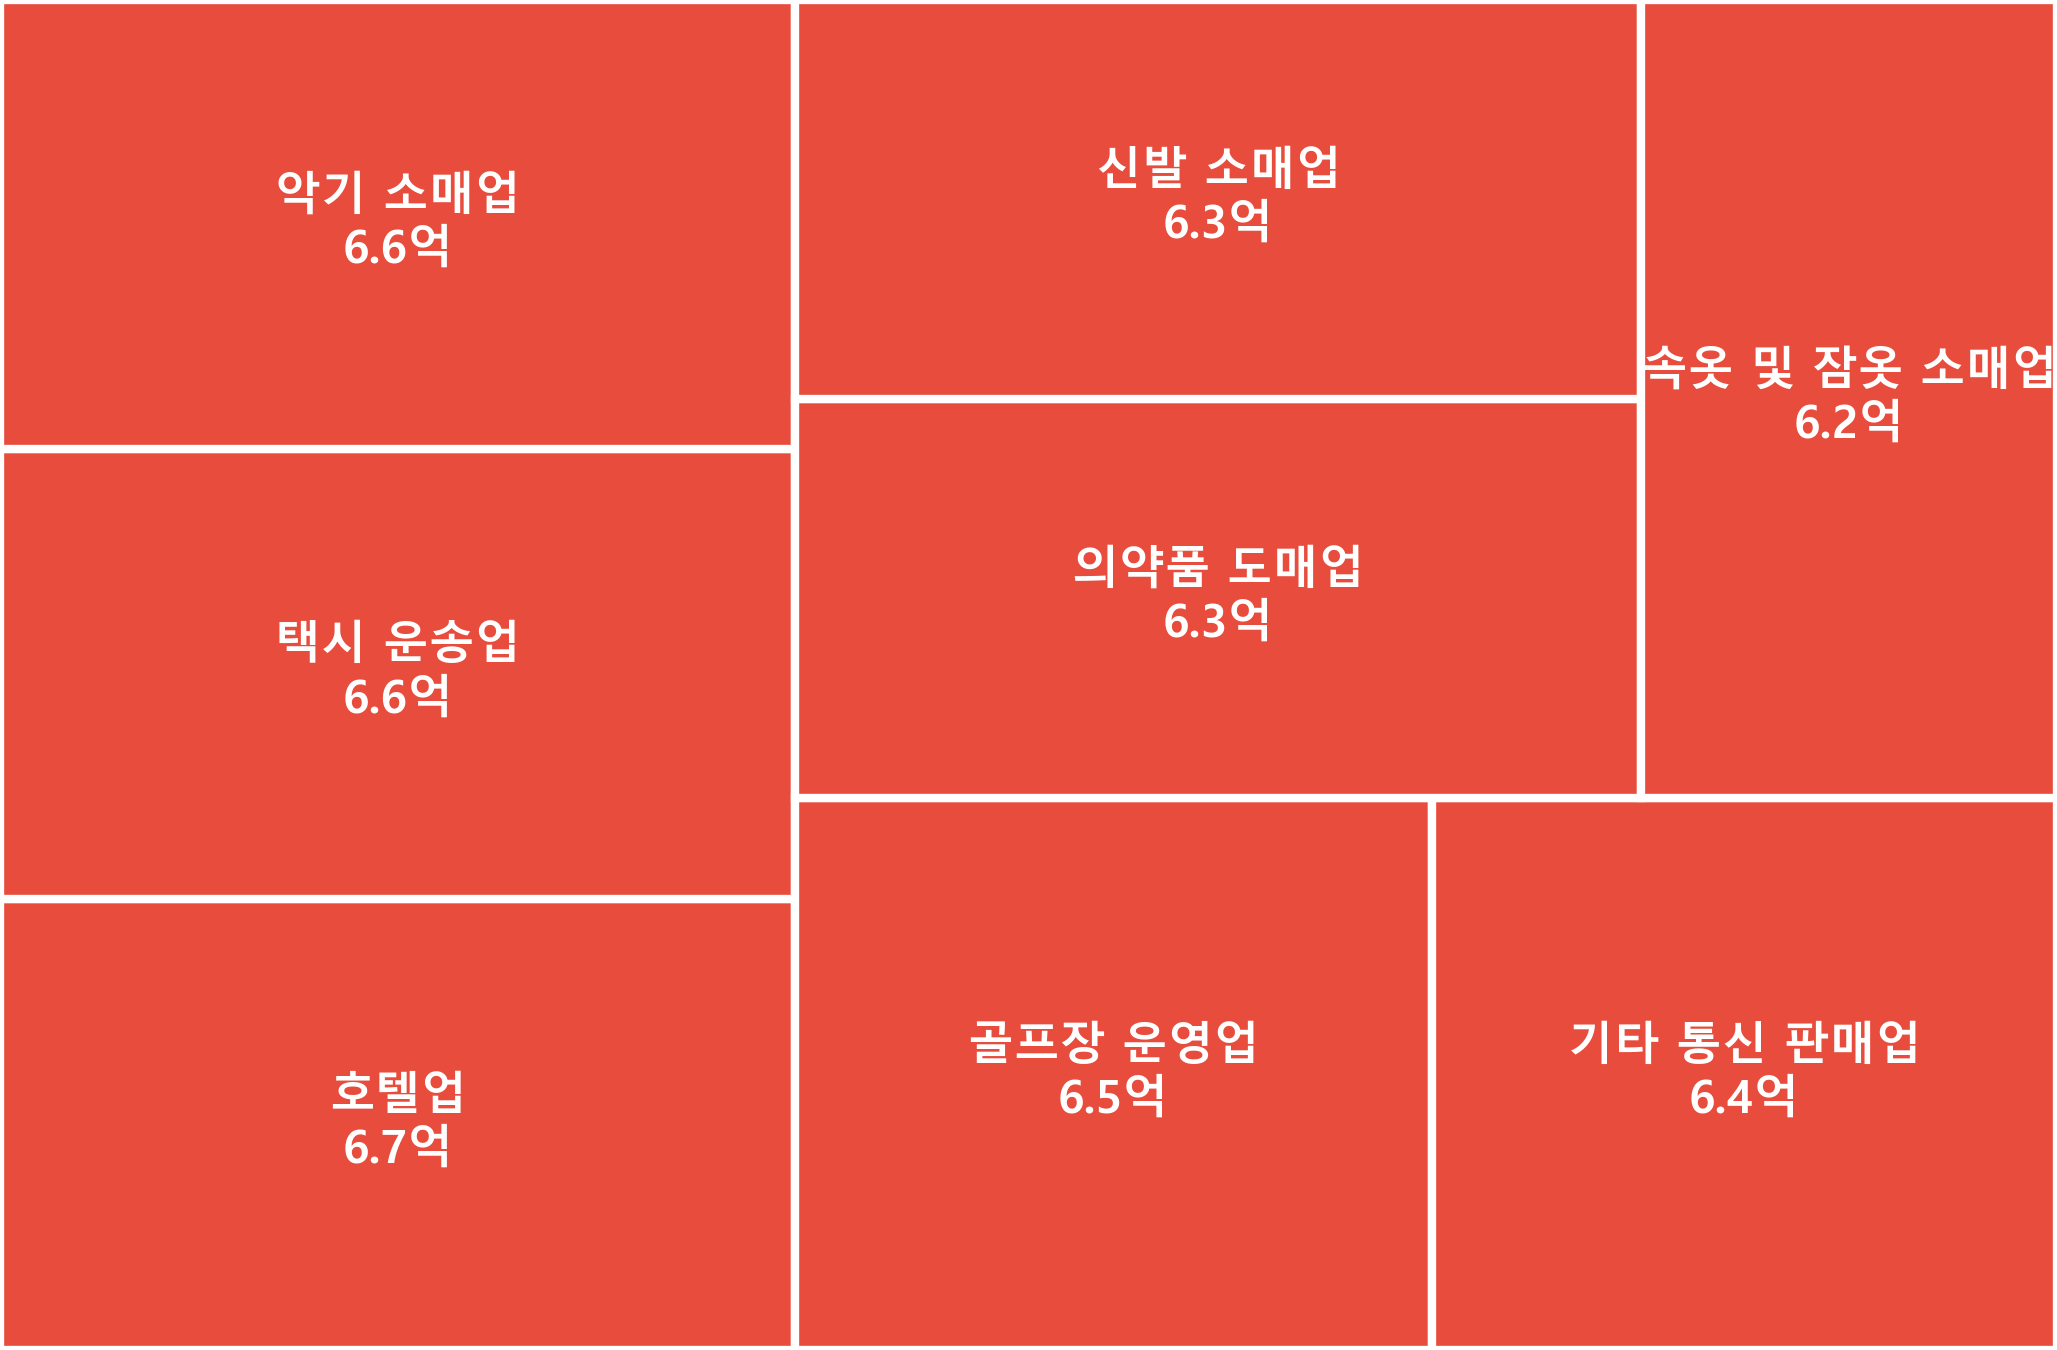 악기 소매업
6.6억
신발 소매업
6.3억
속옷 및 잠옷 소매업
6.2억
택시 운송업
6.6억
의약품 도매업
6.3억
호텔업
6.7억
골프장 운영업
6.5억
기타 통신 판매업
6.4억